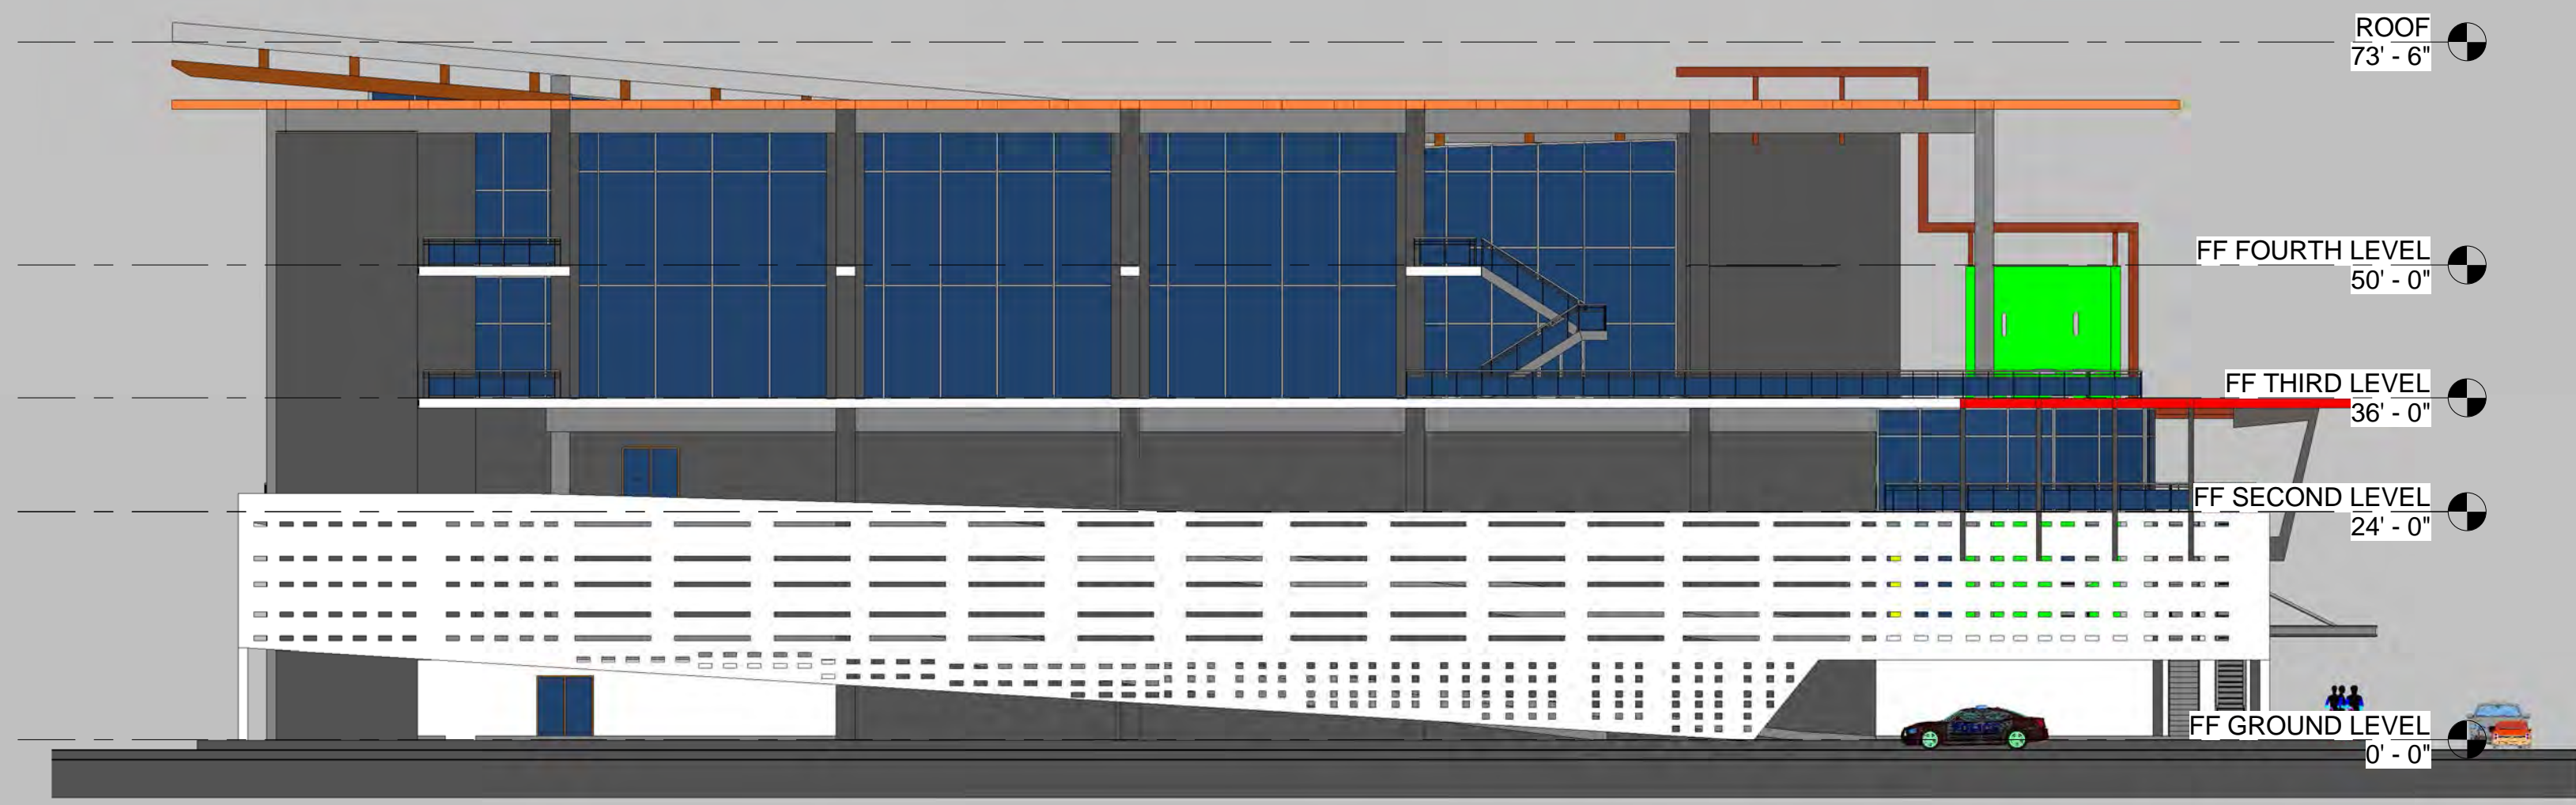 ROOF
73' - 6"
FF FOURTH LEVEL
50' - 0"
FF THIRD LEVEL
36' - 0"
FF SECOND LEVEL
24' - 0"
FF GROUND LEVEL
0' - 0"